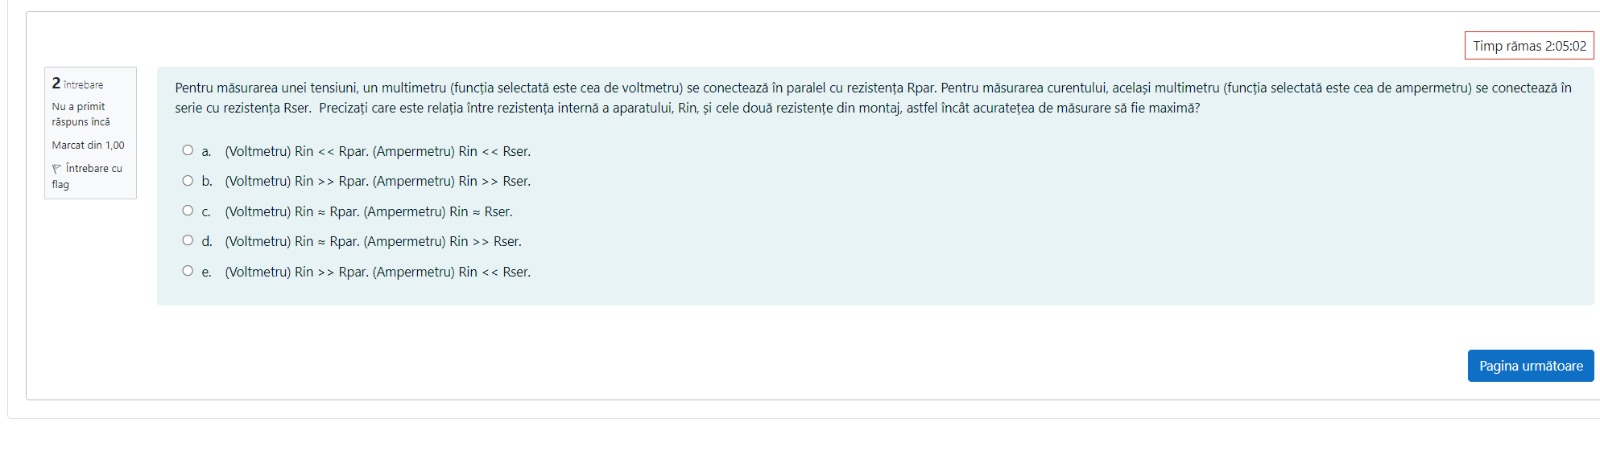 Timp rămas 2:05:02
2 întrebare
Nu a primit
răspuns încă
Marcat din 1,00
Întrebare cu
flag
Pentru măsurarea unei tensiuni, un multimetru (funcția selectată este cea de voltmetru) se conectează în paralel cu rezistența Rpar. Pentru măsurarea curentului, același multimetru (funcția selectată este cea de ampermetru) se conectează în
serie cu rezistența Rser. Precizați care este relația între rezistența internă a aparatului, Rin, și cele două rezistențe din montaj, astfel încât acuratețea de măsurare să fie maximă?
a. (Voltmetru) Rin << Rpar. (Ampermetru) Rin << Rser.
b. (Voltmetru) Rin >> Rpar. (Ampermetru) Rin >> Rser.
c. (Voltmetru) Rin ≈ Rpar. (Ampermetru) Rin ≈ Rser.
d. (Voltmetru) Rin ≈ Rpar. (Ampermetru) Rin >> Rser.
e. (Voltmetru) Rin >> Rpar. (Ampermetru) Rin << Rser.
Pagina următoare